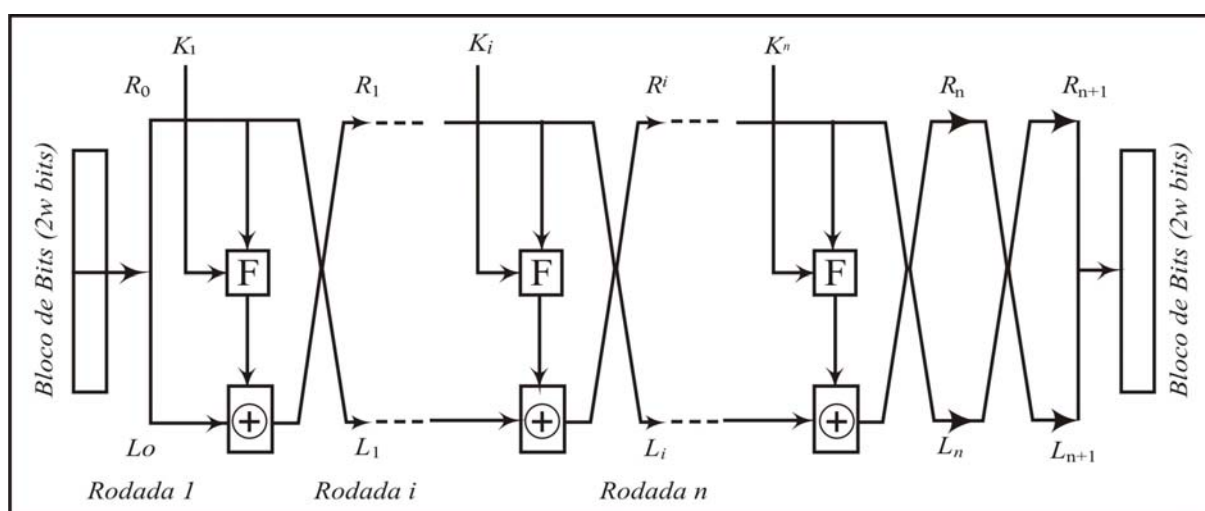 K1 Ki Kn
R0 R1 Ri Rn Rn+1
Bloco de Bits (2w bits)
F F F
Bloco de Bits (2w bits)
+ + +
Lo L1 Li Ln Ln+1
Rodada 1 Rodada i Rodada n